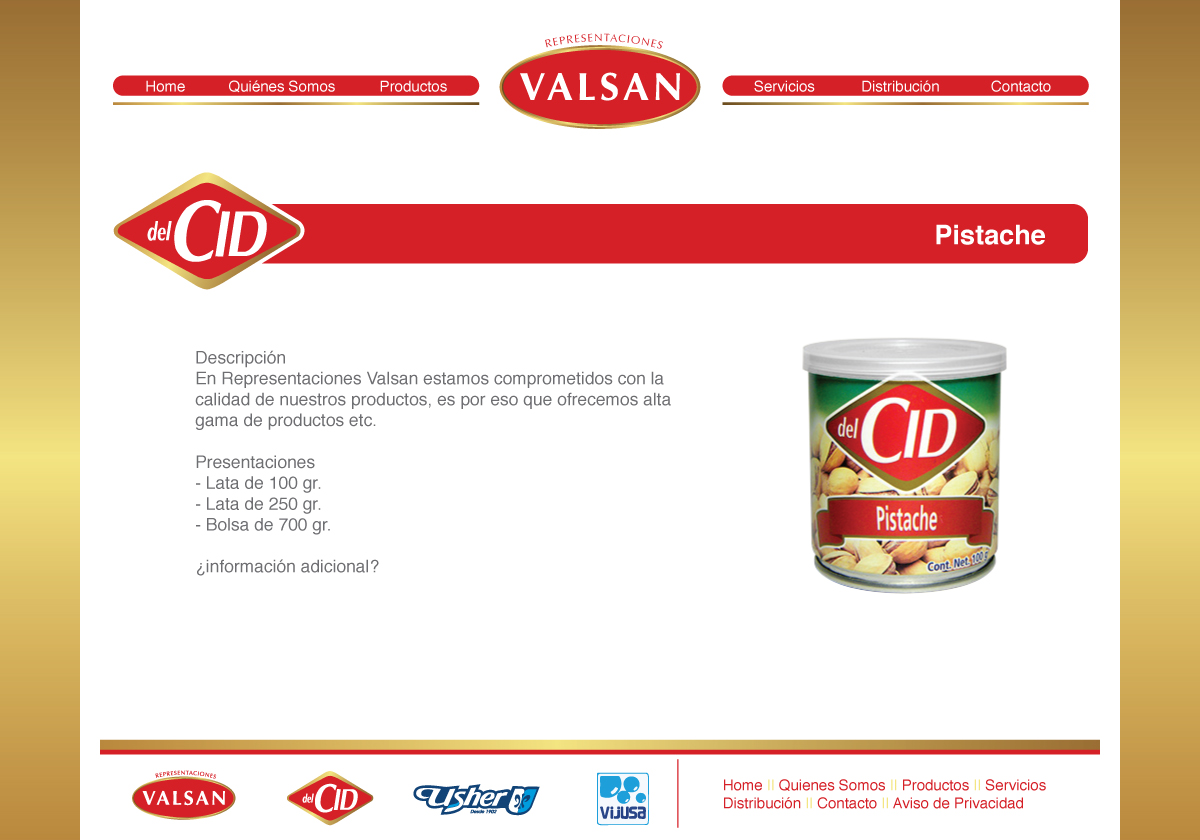 REPRESENTACIONES
VALSAN
Home Quiénes Somos Productos
Servicios Distribución Contacto
del CID
Pistache
Descripción
En Representaciones Valsan estamos comprometidos con la
calidad de nuestros productos, es por eso que ofrecemos alta
gama de productos etc.
Presentaciones
- Lata de 100 gr.
- Lata de 250 gr.
- Bolsa de 700 gr.
¿información adicional?
del CID
Pistache
Cont. Net. 100 g
REPRESENTACIONES
VALSAN
del CID
Usher
Desde 1902
VIJUSA
Home || Quienes Somos || Productos || Servicios
Distribución || Contacto || Aviso de Privacidad